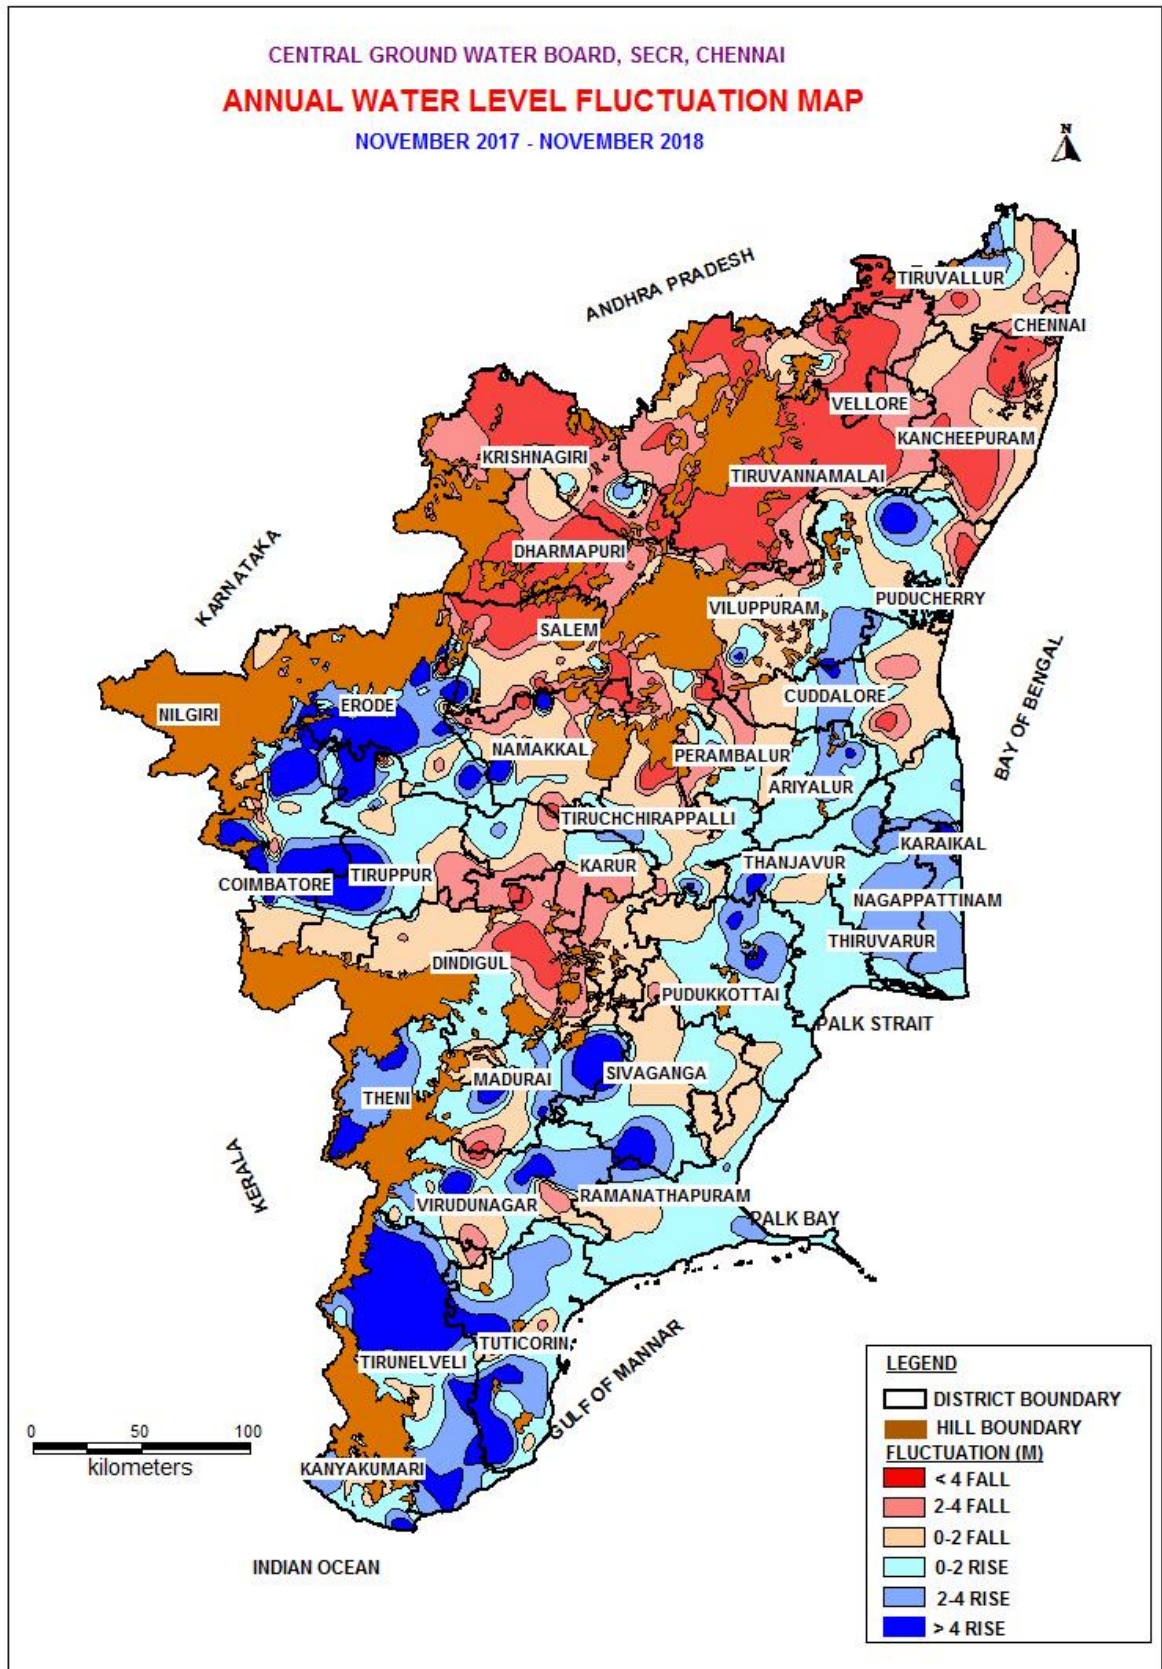 CENTRAL GROUND WATER BOARD, SECR, CHENNAI
ANNUAL WATER LEVEL FLUCTUATION MAP
NOVEMBER 2017 - NOVEMBER 2018
N
ANDHRA PRADESH
TIRUVALLUR
CHENNAI
VELLORE
KANCHEEPURAM
KRISHNAGIRI
TIRUVANNAMALAI
DHARMAPURI
KARNATAKA
PUDUCHERRY
VILUPPURAM
SALEM
BAY OF BENGAL
CUDDALORE
ERODE
NILGIRI
NAMAKKAL
PERAMBALUR
ARIYALUR
TIRUCHCHIRAPPALLI
KARAIKAL
KARUR
THANJAVUR
TIRUPPUR
COIMBATORE
NAGAPPATTINAM
THIRUVARUR
DINDIGUL
PUDUKKOTTAI
PALK STRAIT
SIVAGANGA
MADURAI
THENI
KERALA
RAMANATHAPURAM
VIRUDUNAGAR
PALK BAY
TUTICORIN
TIRUNELVELI
GULF OF MANNAR
KANYAKUMARI
INDIAN OCEAN
0 50 100
kilometers
LEGEND
DISTRICT BOUNDARY
HILL BOUNDARY
FLUCTUATION (M)
< 4 FALL
2-4 FALL
0-2 FALL
0-2 RISE
2-4 RISE
> 4 RISE